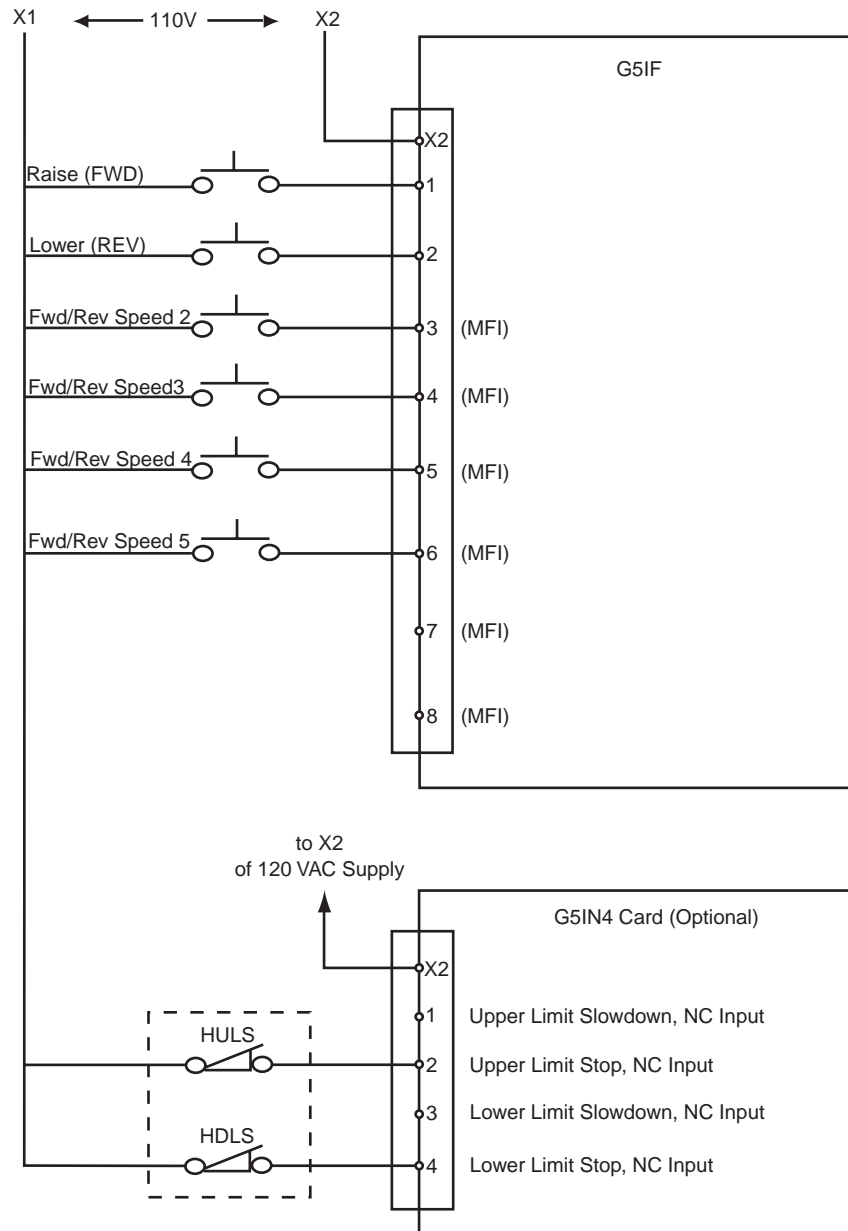 X1 110V X2
G5IF
X2
Raise (FWD) 1
Lower (REV) 2
Fwd/Rev Speed 2 3 (MFI)
Fwd/Rev Speed3 4 (MFI)
Fwd/Rev Speed 4 5 (MFI)
Fwd/Rev Speed 5 6 (MFI)
7 (MFI)
8 (MFI)
to X2
of 120 VAC Supply
G5IN4 Card (Optional)
X2
1 Upper Limit Slowdown, NC Input
HULS
2 Upper Limit Stop, NC Input
3 Lower Limit Slowdown, NC Input
HDLS
4 Lower Limit Stop, NC Input